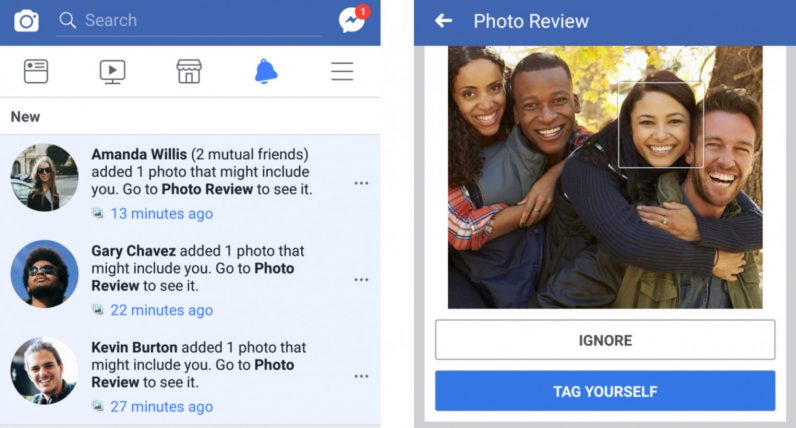 Search
1
New
Amanda Willis (2 mutual friends)
added 1 photo that might include
you. Go to Photo Review to see it.
13 minutes ago
Gary Chavez added 1 photo that
might include you. Go to Photo
Review to see it.
22 minutes ago
Kevin Burton added 1 photo that
might include you. Go to Photo
Review to see it.
27 minutes ago
Photo Review
IGNORE
TAG YOURSELF